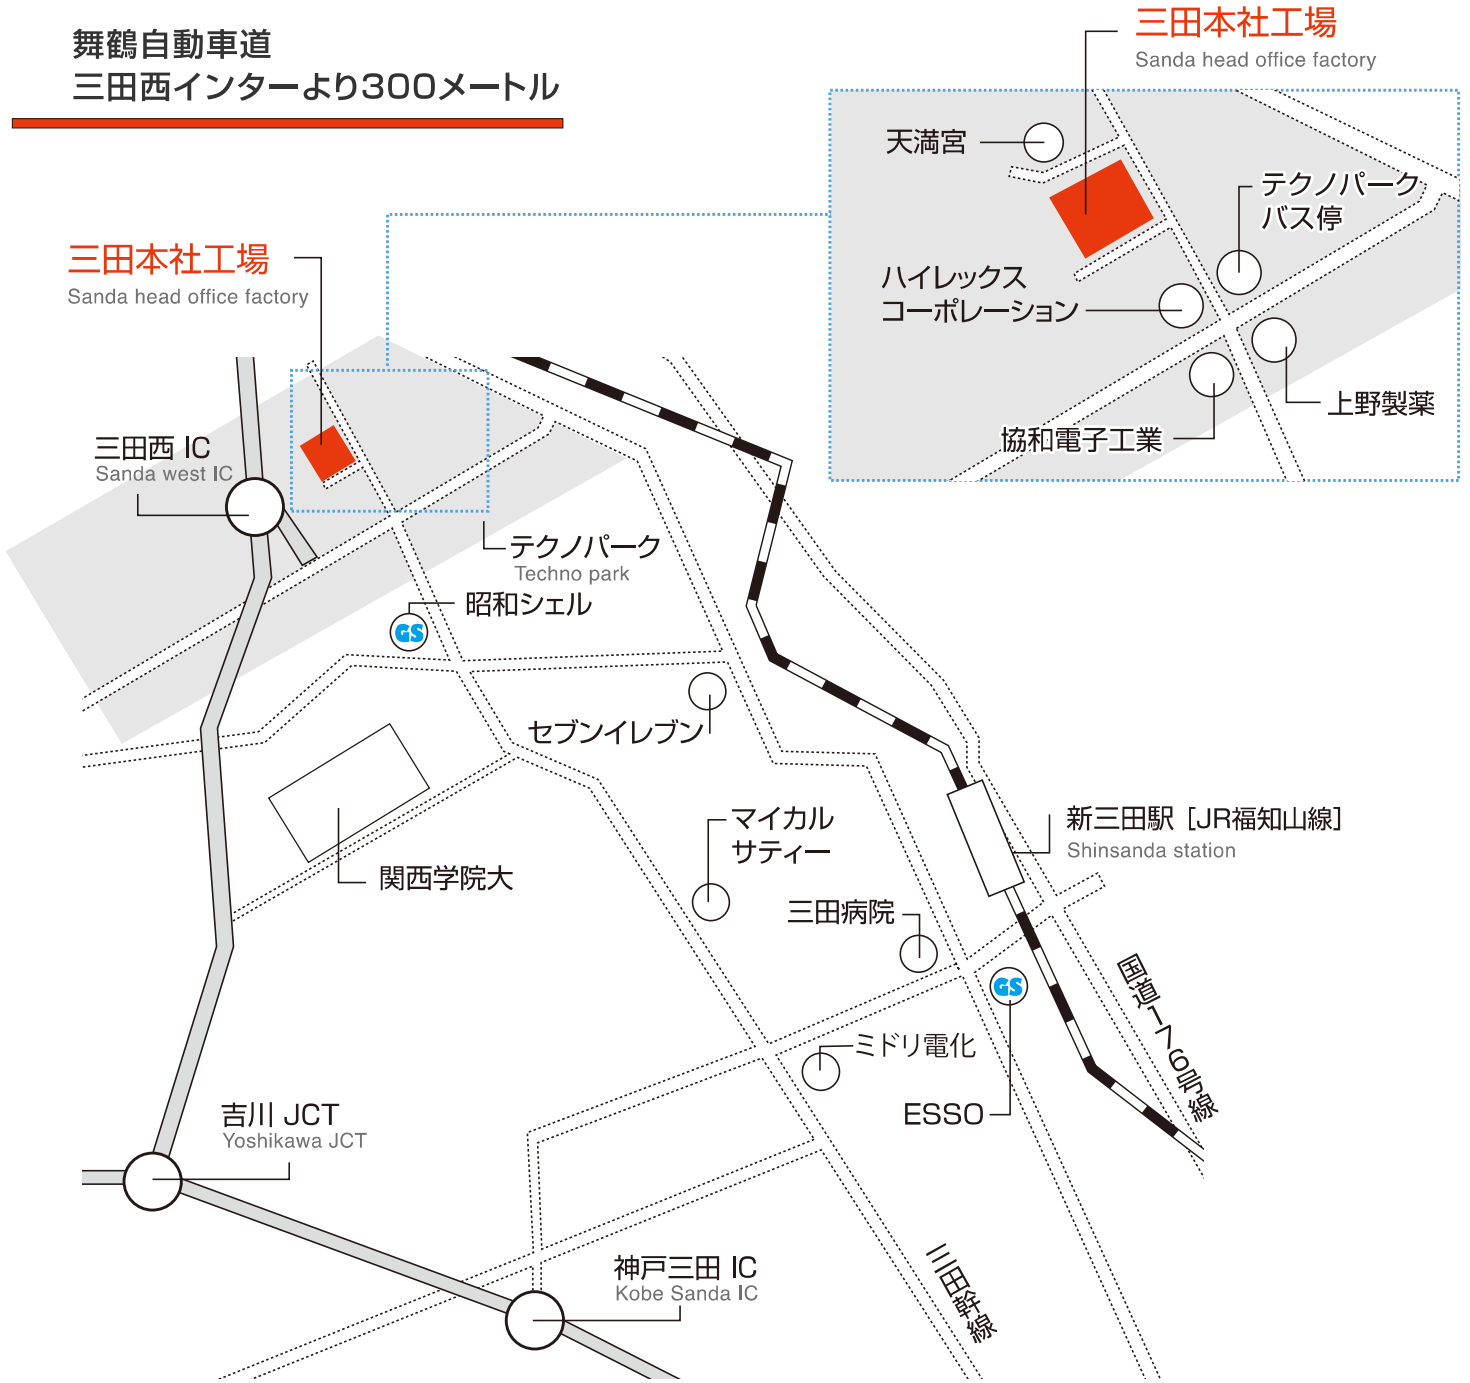 舞鶴自動車道
三田西インターより300メートル
三田本社工場
Sanda head office factory
天満宮
テクノパーク
バス停
ハイレックス
コーポレーション
上野製薬
協和電子工業
三田本社工場
Sanda head office factory
三田西 IC
Sanda west IC
テクノパーク
Techno park
昭和シェル
GS
セブンイレブン
マイカル
サティー
新三田駅 [JR福知山線]
Shinsanda station
関西学院大
三田病院
国道176号線
GS
ミドリ電化
ESSO
吉川 JCT
Yoshikawa JCT
神戸三田 IC
Kobe Sanda IC
三田幹線